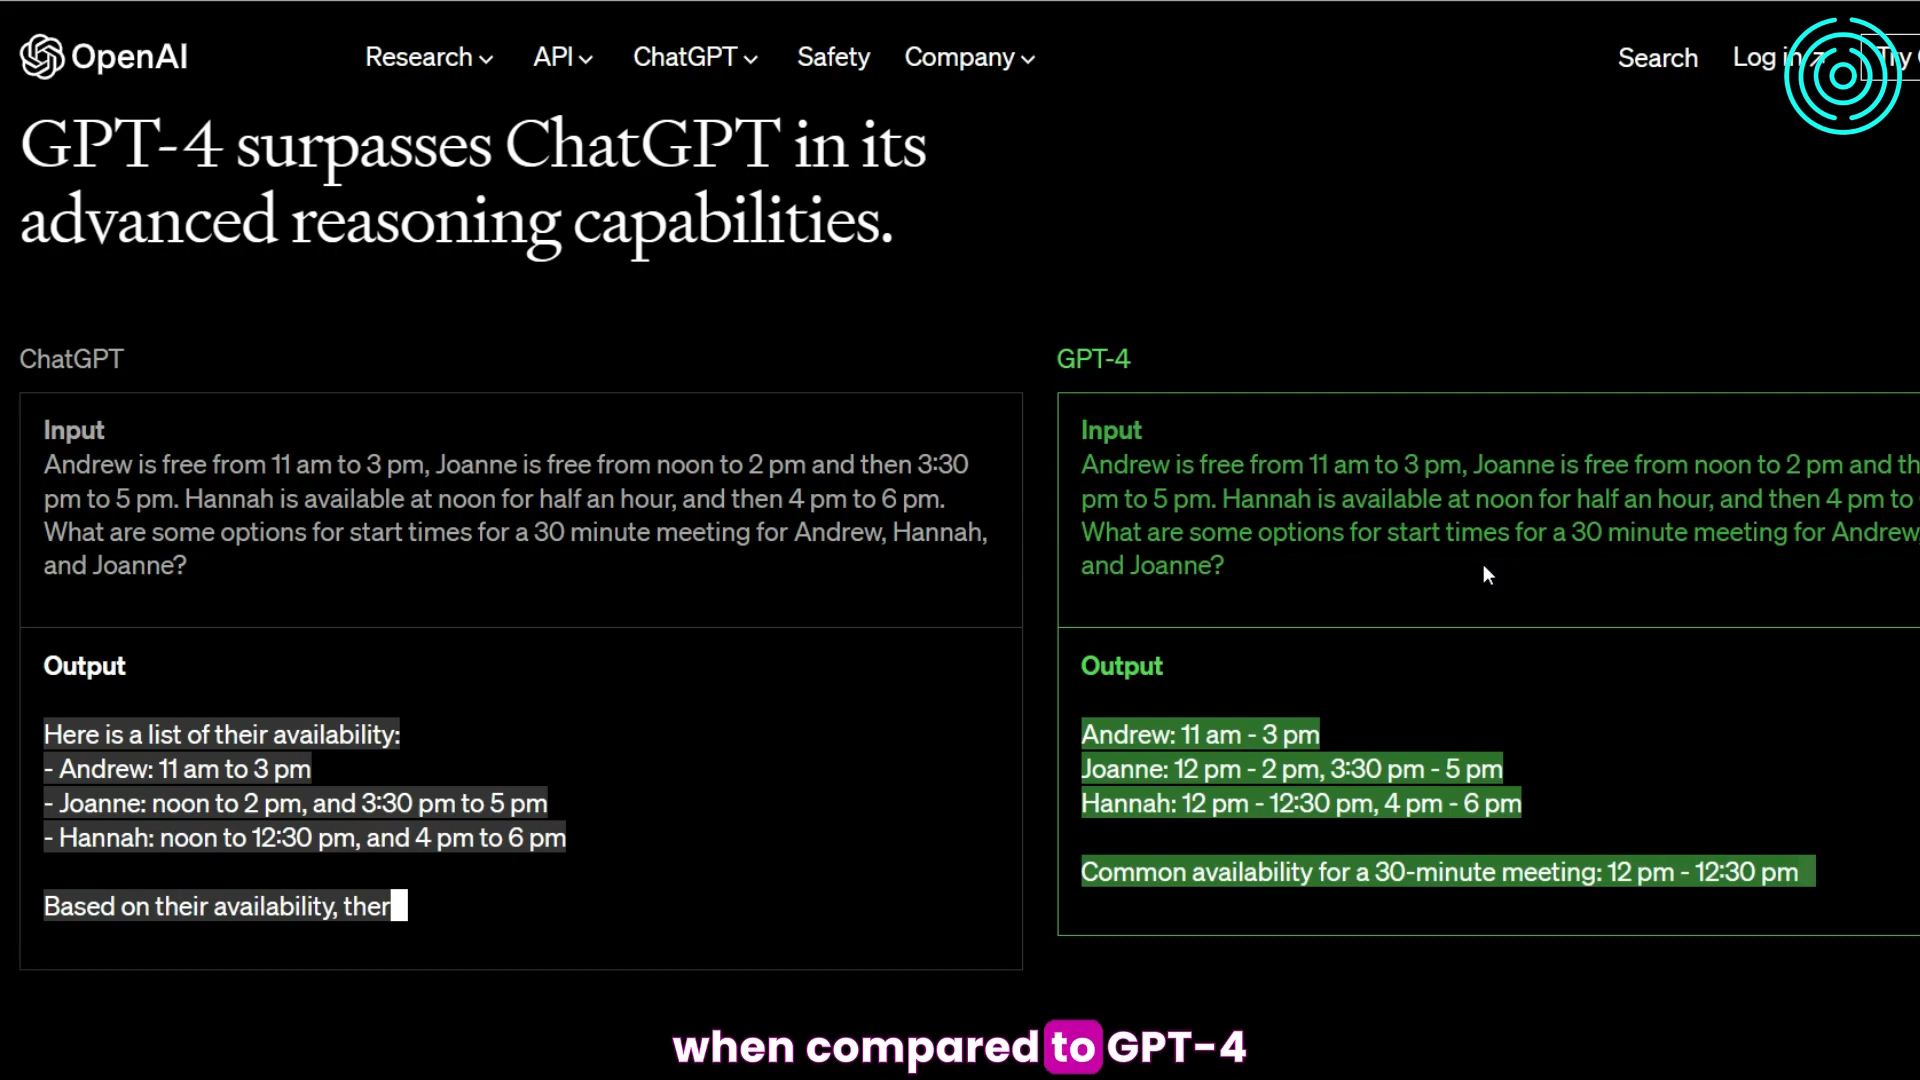 OpenAI
Research
API
ChatGPT
Safety
Company
Search
Log in
Try
GPT-4 surpasses ChatGPT in its
advanced reasoning capabilities.
ChatGPT
Input
Andrew is free from 11 am to 3 pm, Joanne is free from noon to 2 pm and then 3:30
pm to 5 pm. Hannah is available at noon for half an hour, and then 4 pm to 6 pm.
What are some options for start times for a 30 minute meeting for Andrew, Hannah,
and Joanne?
Output
Here is a list of their availability:
- Andrew: 11 am to 3 pm
- Joanne: noon to 2 pm, and 3:30 pm to 5 pm
- Hannah: noon to 12:30 pm, and 4 pm to 6 pm
Based on their availability, ther
GPT-4
Input
Andrew is free from 11 am to 3 pm, Joanne is free from noon to 2 pm and th
pm to 5 pm. Hannah is available at noon for half an hour, and then 4 pm to
What are some options for start times for a 30 minute meeting for Andrew,
and Joanne?
Output
Andrew: 11 am - 3 pm
Joanne: 12 pm - 2 pm, 3:30 pm - 5 pm
Hannah: 12 pm - 12:30 pm, 4 pm - 6 pm
Common availability for a 30-minute meeting: 12 pm - 12:30 pm
when compared to GPT-4